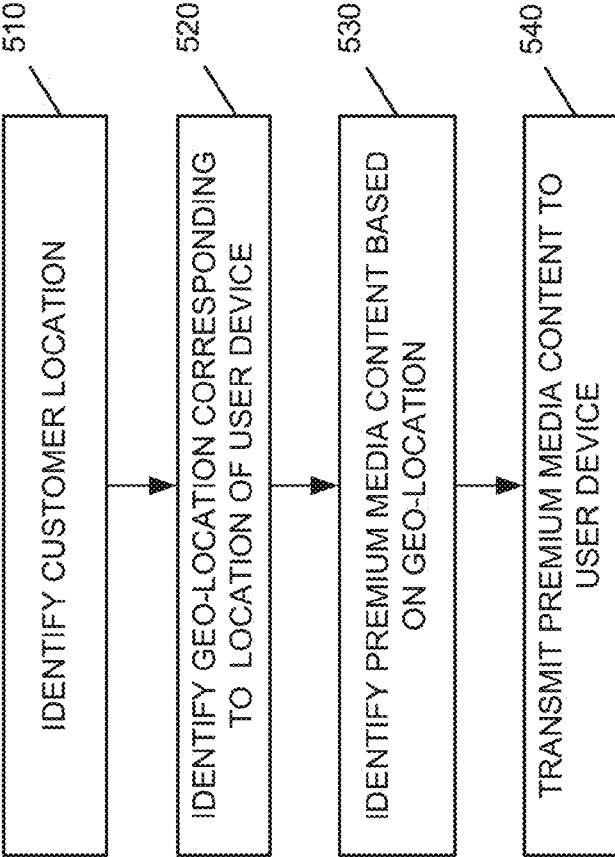 510
IDENTIFY CUSTOMER LOCATION
520
IDENTIFY GEO-LOCATION CORRESPONDING
TO LOCATION OF USER DEVICE
530
IDENTIFY PREMIUM MEDIA CONTENT BASED
ON GEO-LOCATION
540
TRANSMIT PREMIUM MEDIA CONTENT TO
USER DEVICE